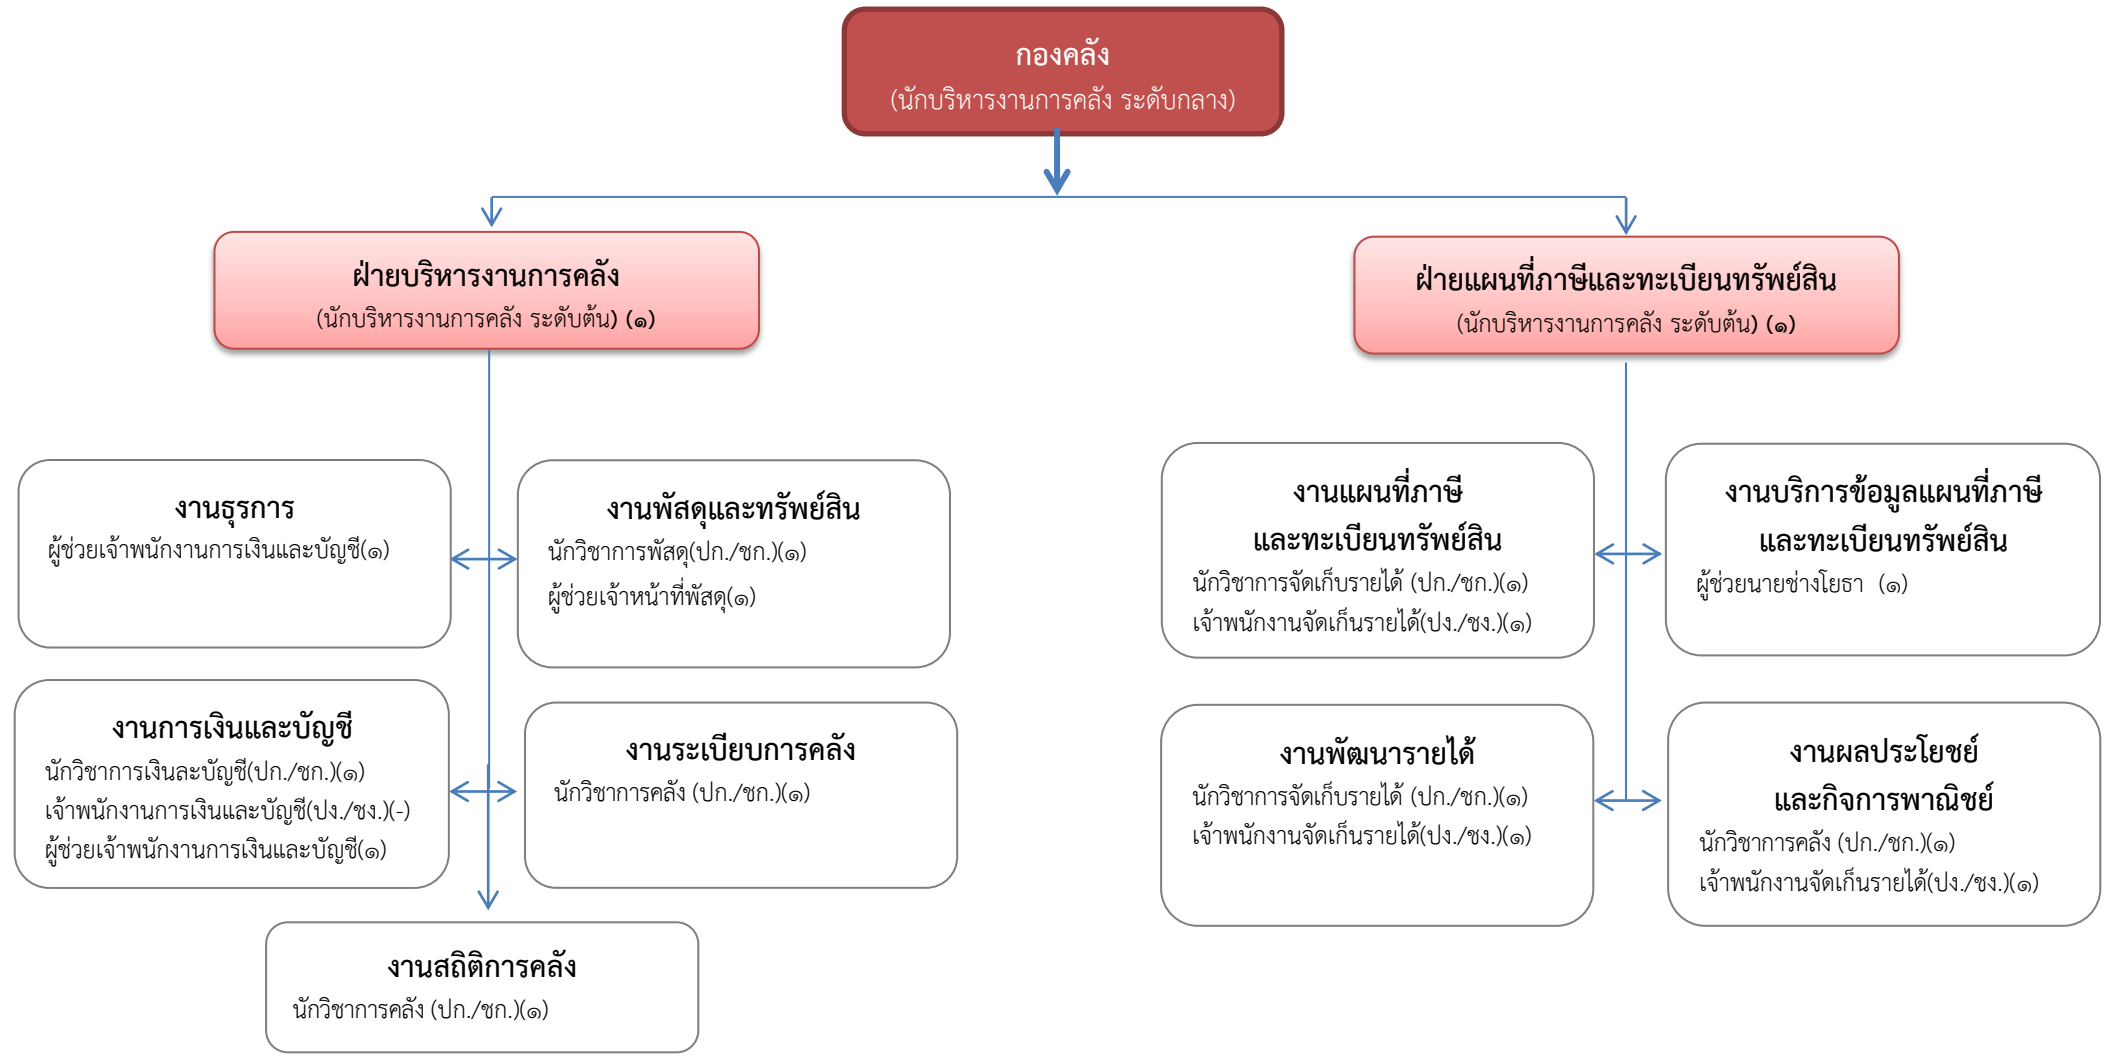 กองคลัง
(นักบริหารงานการคลัง ระดับกลาง)
ฝ่ายบริหารงานการคลัง
(นักบริหารงานการคลัง ระดับต้น) (๑)
ฝ่ายแผนที่ภาษีและทะเบียนทรัพย์สิน
(นักบริหารงานการคลัง ระดับต้น) (๑)
งานธุรการ
ผู้ช่วยเจ้าพนักงานการเงินและบัญชี(๑)
งานพัสดุและทรัพย์สิน
นักวิชาการพัสดุ(ปก./ชก.)(๑)
ผู้ช่วยเจ้าหน้าที่พัสดุ(๑)
งานแผนที่ภาษี
และทะเบียนทรัพย์สิน
นักวิชาการจัดเก็บรายได้ (ปก./ชก.)(๑)
เจ้าพนักงานจัดเก็นรายได้(ปง./ชง.)(๑)
งานบริการข้อมูลแผนที่ภาษี
และทะเบียนทรัพย์สิน
ผู้ช่วยนายช่างโยธา (๑)
งานการเงินและบัญชี
นักวิชาการเงินละบัญชี(ปก./ชก.)(๑)
เจ้าพนักงานการเงินและบัญชี(ปง./ชง.)(-)
ผู้ช่วยเจ้าพนักงานการเงินและบัญชี(๑)
งานระเบียบการคลัง
นักวิชาการคลัง (ปก./ชก.)(๑)
งานพัฒนารายได้
นักวิชาการจัดเก็บรายได้ (ปก./ชก.)(๑)
เจ้าพนักงานจัดเก็นรายได้(ปง./ชง.)(๑)
งานผลประโยชย์
และกิจการพาณิชย์
นักวิชาการคลัง (ปก./ชก.)(๑)
เจ้าพนักงานจัดเก็นรายได้(ปง./ชง.)(๑)
งานสถิติการคลัง
นักวิชาการคลัง (ปก./ชก.)(๑)